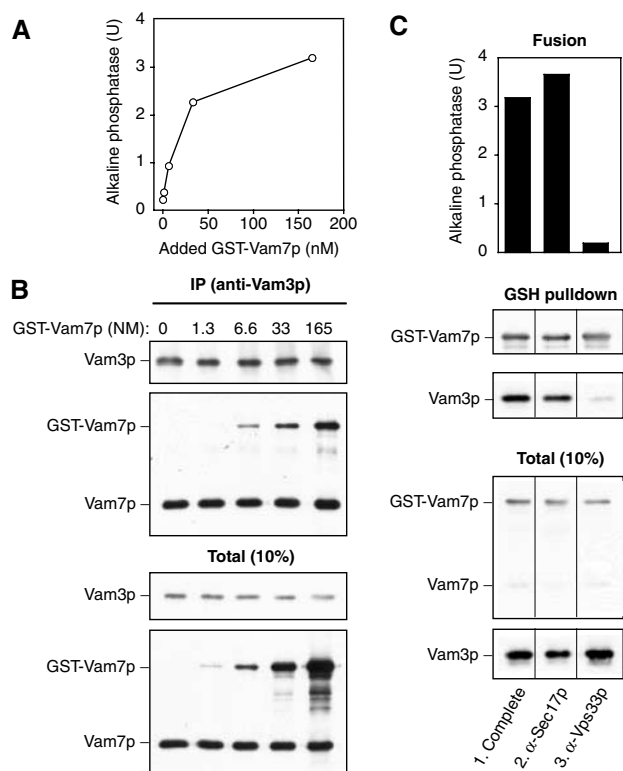 A
Alkaline phosphatase (U)
4
3
2
1
0
0 50 100 150 200
Added GST-Vam7p (nM)
B
IP (anti-Vam3p)
GST-Vam7p (NM): 0 1.3 6.6 33 165
Vam3p
GST-Vam7p
Vam7p
Total (10%)
Vam3p
GST-Vam7p
Vam7p
C
Fusion
Alkaline phosphatase (U)
4
3
2
1
0
GSH pulldown
GST-Vam7p
Vam3p
Total (10%)
GST-Vam7p
Vam7p
Vam3p
1. Complete
2. α-Sec17p
3. α-Vps33p